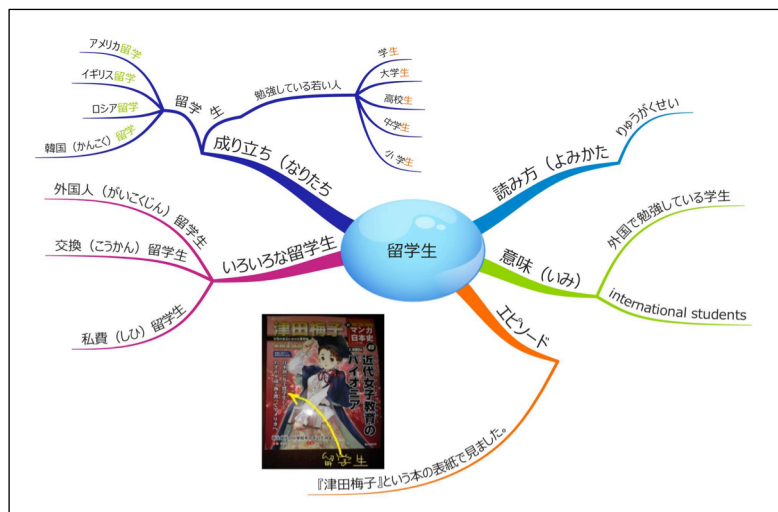 留学生
成り立ち（なりたち
留学 生
アメリカ留学
イギリス留学
ロシア留学
韓国（かんこく）留学
勉強している若い人
学生
大学生
高校生
中学生
小 学生
いろいろな留学生
外国人（がいこくじん）留学生
交換（こうかん）留学生
私費（しひ）留学生
読み方（よみかた
りゅうがくせい
意味（いみ）
外国で勉強している学生
international students
エピソード
『津田梅子』という本の表紙で見ました。
津田梅子
マンガ
日本史
近代女子教育の
パイオニア